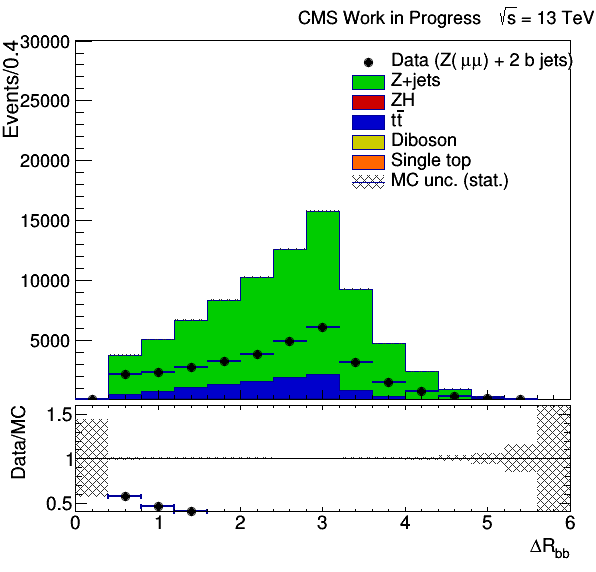 CMS Work in Progress √s = 13 TeV
Events/0.4
30000
25000
20000
15000
10000
5000
Data (Z(μμ) + 2 b jets)
Z+jets
ZH
tt̅
Diboson
Single top
MC unc. (stat.)
Data/MC
1.5
1
0.5
0 1 2 3 4 5 6
ΔR_bb